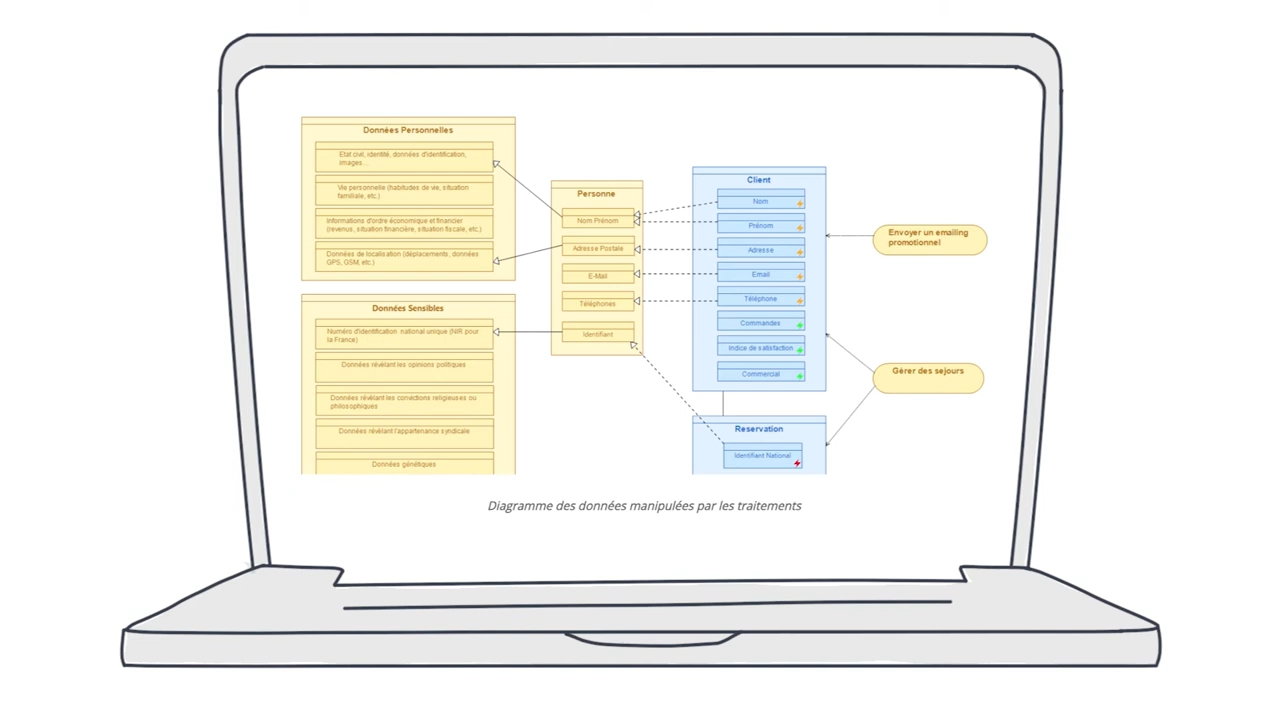 Données Personnelles
Etat civil, identité, données d'identification,
images...
Vie personnelle (habitudes de vie, situation
familiale, etc.)
Informations d'ordre économique et financier
(revenus, situation financière, situation fiscale, etc.)
Données de localisation (déplacements, données
GPS, GSM, etc.)
Données Sensibles
Numéro d'identification national unique (NIR pour
la France)
Données révélant les opinions politiques
Données révélant les convictions religieuses ou
philosophiques
Données révélant l'appartenance syndicale
Données génétiques
Personne
Nom Prénom
Adresse Postale
E-Mail
Téléphones
Identifiant
Client
Nom
Prénom
Adresse
Email
Téléphone
Commandes
Indice de satisfaction
Commercial
Reservation
Identifiant National
Envoyer un emailing
promotionnel
Gérer des sejours
Diagramme des données manipulées par les traitements